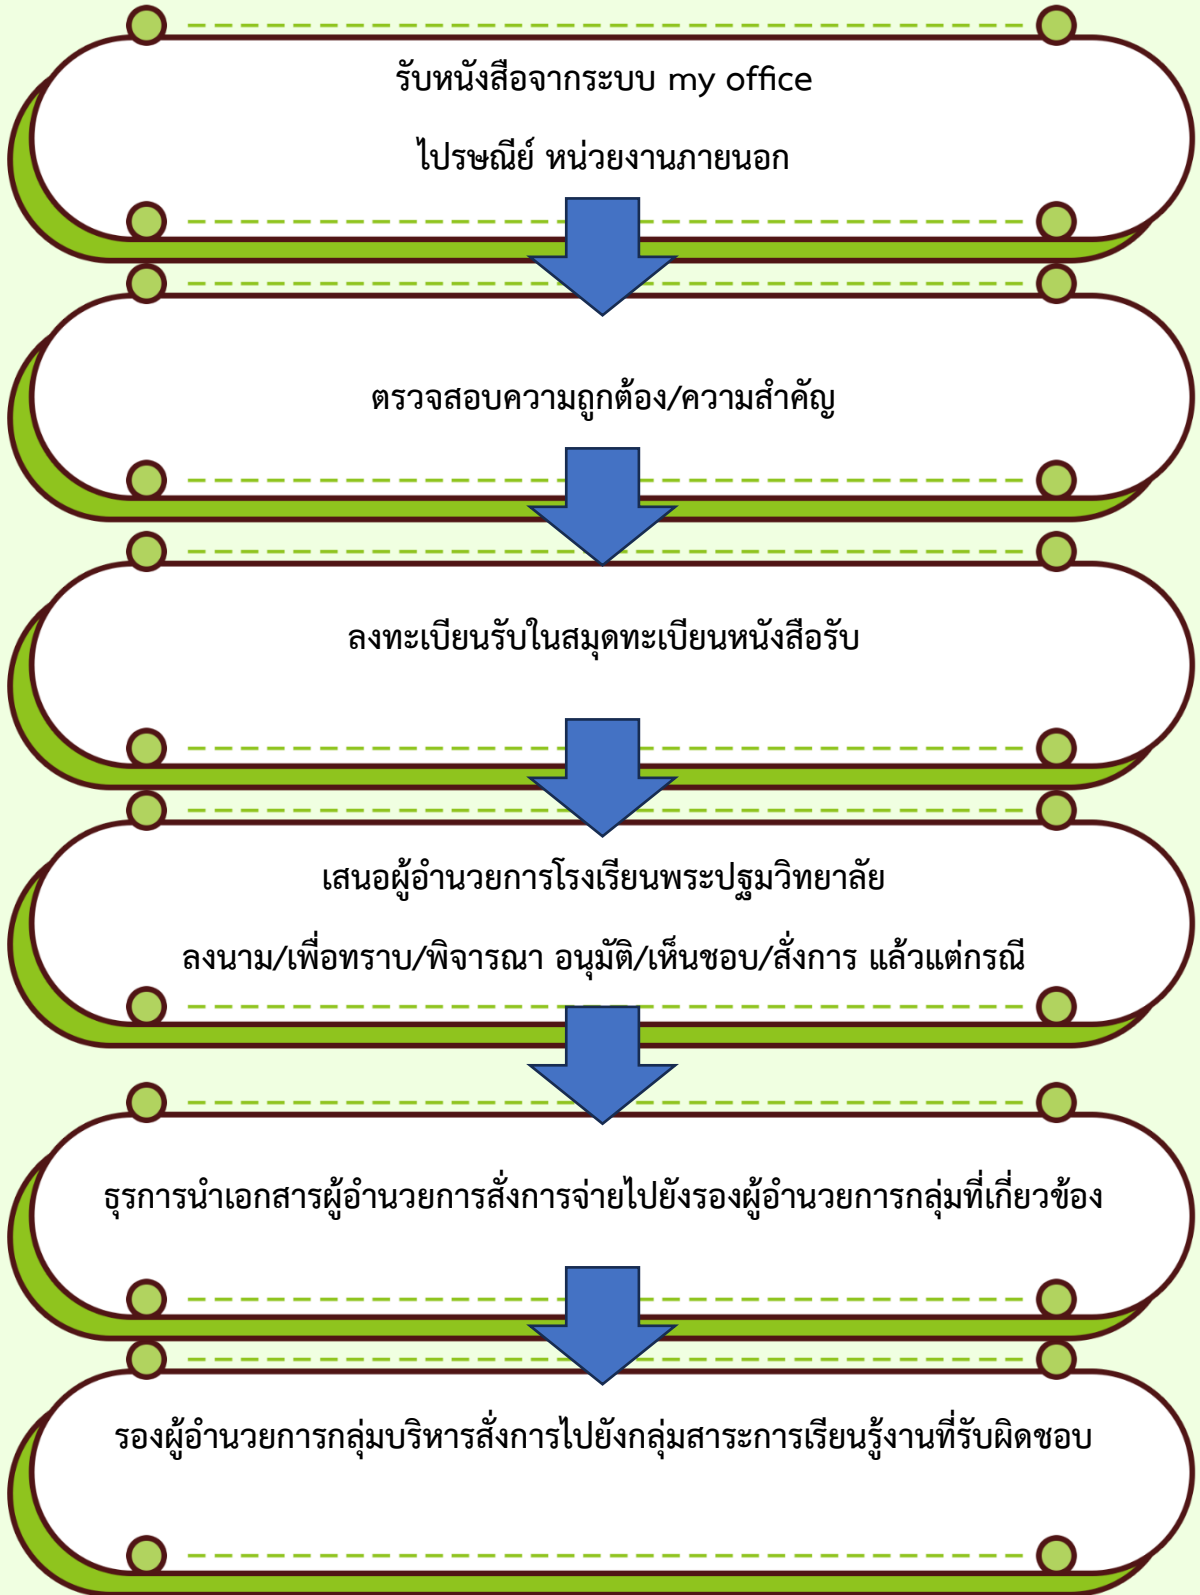 รับหนังสือจากระบบ my office
ไปรษณีย์ หน่วยงานภายนอก
ตรวจสอบความถูกต้อง/ความสำคัญ
ลงทะเบียนรับในสมุดทะเบียนหนังสือรับ
เสนอผู้อำนวยการโรงเรียนพระปฐมวิทยาลัย
ลงนาม/เพื่อทราบ/พิจารณา อนุมัติ/เห็นชอบ/สั่งการ แล้วแต่กรณี
ธุรการนำเอกสารผู้อำนวยการสั่งการจ่ายไปยังรองผู้อำนวยการกลุ่มที่เกี่ยวข้อง
รองผู้อำนวยการกลุ่มบริหารสั่งการไปยังกลุ่มสาระการเรียนรู้งานที่รับผิดชอบ